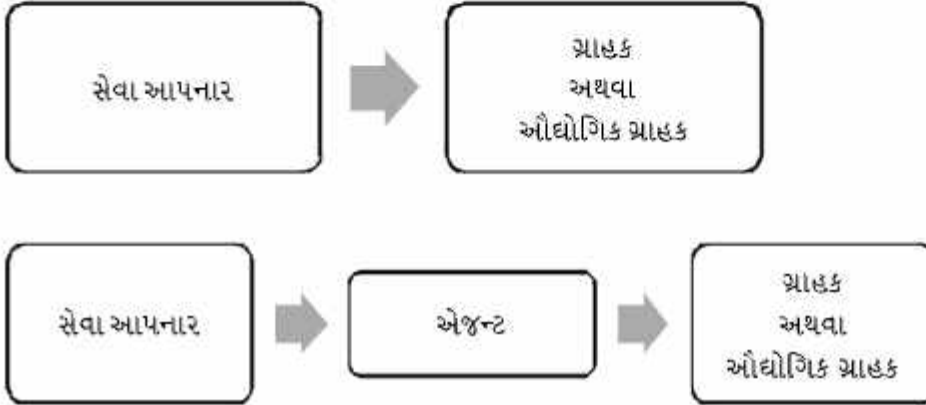 સેવા આપનાર
ગ્રાહક
અથવા
ઔદ્યોગિક ગ્રાહક
સેવા આપનાર
એજન્ટ
ગ્રાહક
અથવા
ઔદ્યોગિક ગ્રાહક